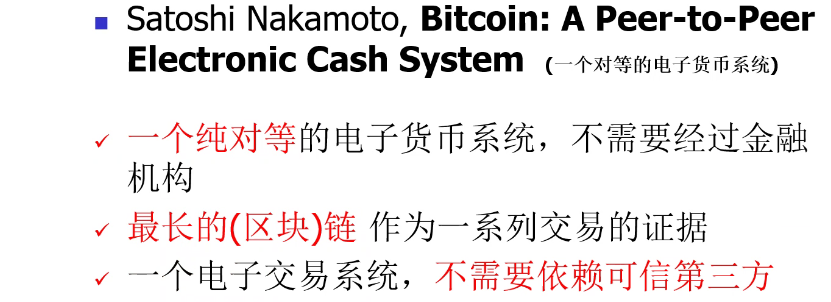 Satoshi Nakamoto, Bitcoin: A Peer-to-Peer
Electronic Cash System (一个对等的电子货币系统)
一个纯对等的电子货币系统，不需要经过金融
机构
最长的(区块)链 作为一系列交易的证据
一个电子交易系统，不需要依赖可信第三方